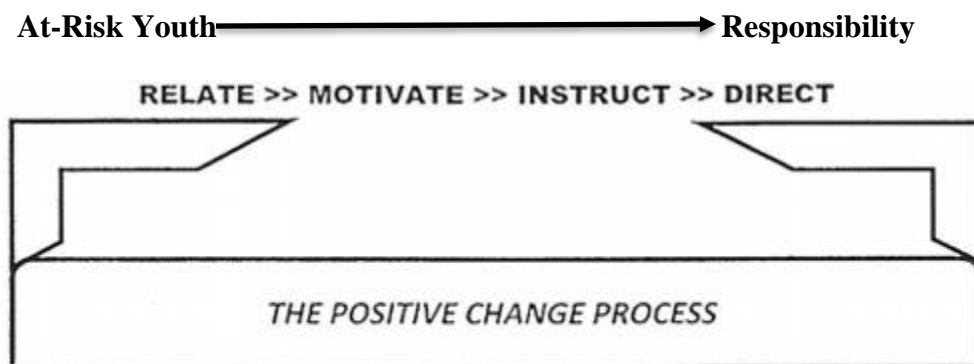 At-Risk Youth Responsibility
RELATE >> MOTIVATE >> INSTRUCT >> DIRECT
THE POSITIVE CHANGE PROCESS